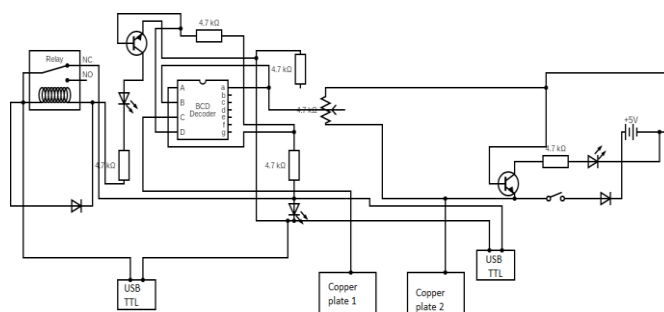 4.7 kΩ
Relay
NC
NO
4.7 kΩ
4.7 kΩ
4.7 kΩ
A
B
C
D
BCD
Decoder
a
b
c
d
e
f
g
4.7 kΩ
4.7 kΩ
4.7 kΩ
+5V
USB
TTL
Copper
plate 1
Copper
plate 2
USB
TTL